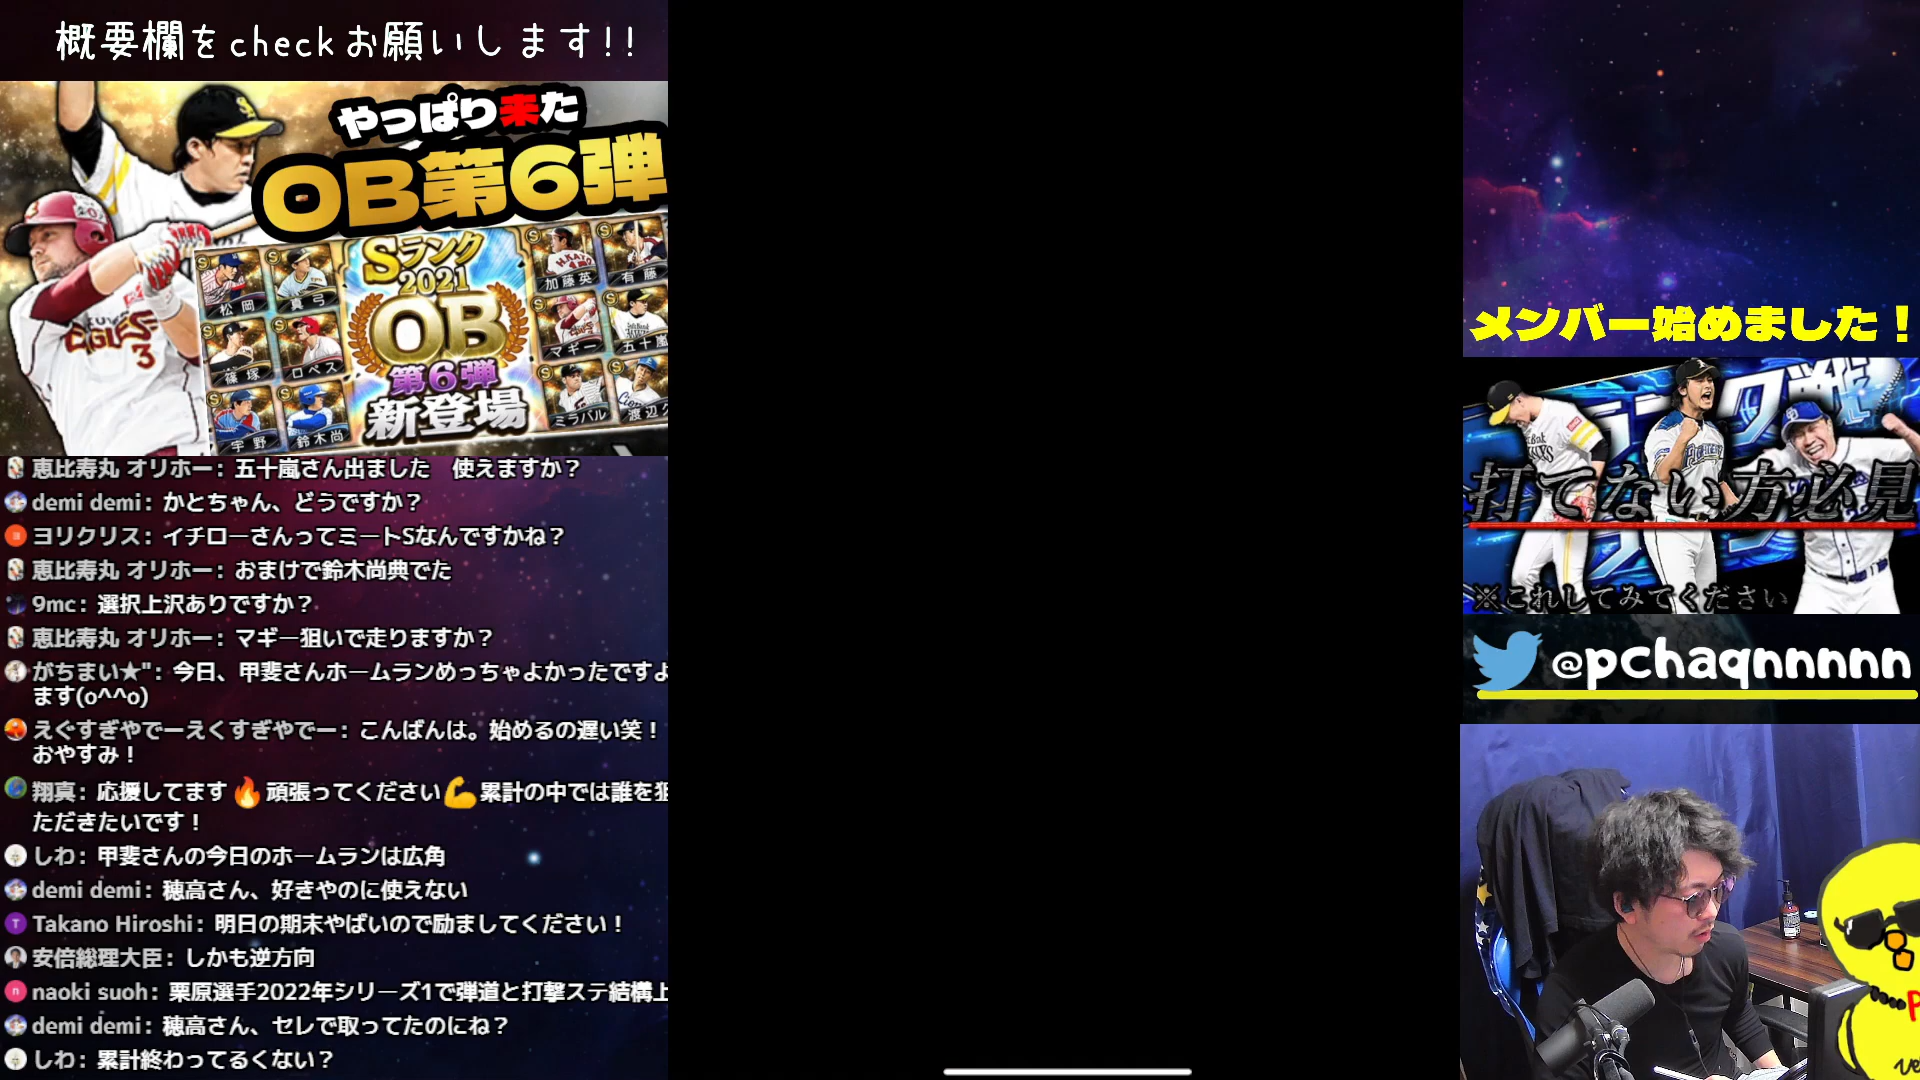 概要欄をcheckお願いします!!
やっぱり来た
OB第6弾
Sランク
2021
OB
第6弾
新登場
松岡
真弓
篠塚
ロペス
宇野
鈴木尚
加藤英
有藤
マギー
五十嵐
ミラバル
EAGLES
3
恵比寿丸 オリホー: 五十嵐さん出ました　使えますか？
demi demi: かとちゃん、どうですか？
ヨリクリス: イチローさんってミートSなんですかね？
恵比寿丸 オリホー: おまけで鈴木尚典でた
9mc: 選択上沢ありですか？
恵比寿丸 オリホー: マギー狙いで走りますか？
がちまい★": 今日、甲斐さんホームランめっちゃよかったですよ
ます(o^^o)
えぐすぎやでーえくすぎやでー: こんばんは。始めるの遅い笑！
おやすみ！
翔真: 応援してます🔥頑張ってください💪累計の中では誰を狙
ただきたいです！
しわ: 甲斐さんの今日のホームランは広角
demi demi: 穂高さん、好きやのに使えない
Takano Hiroshi: 明日の期末やばいので励ましてください！
安倍総理大臣: しかも逆方向
naoki suoh: 栗原選手2022年シリーズ1で弾道と打撃ステ結構上
demi demi: 穂高さん、セレで取ってたのにね？
しわ: 累計終わってるくない？
メンバー始めました！
打てない方必見
※これしてみてください
@pchaqnnnnn